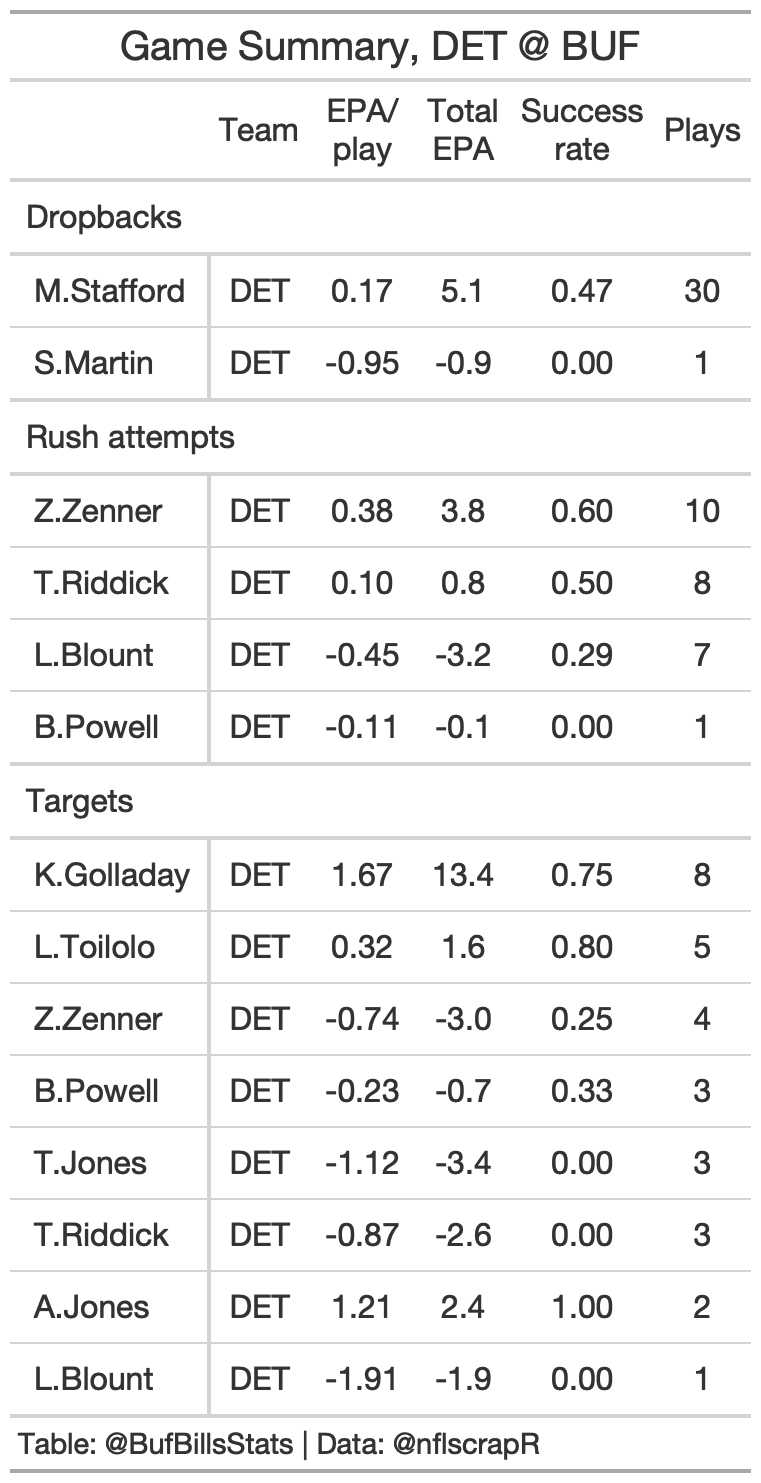 Game Summary, DET @ BUF
Team EPA/ play Total EPA Success rate Plays
Dropbacks
M.Stafford DET 0.17 5.1 0.47 30
S.Martin DET -0.95 -0.9 0.00 1
Rush attempts
Z.Zenner DET 0.38 3.8 0.60 10
T.Riddick DET 0.10 0.8 0.50 8
L.Blount DET -0.45 -3.2 0.29 7
B.Powell DET -0.11 -0.1 0.00 1
Targets
K.Golladay DET 1.67 13.4 0.75 8
L.Toilolo DET 0.32 1.6 0.80 5
Z.Zenner DET -0.74 -3.0 0.25 4
B.Powell DET -0.23 -0.7 0.33 3
T.Jones DET -1.12 -3.4 0.00 3
T.Riddick DET -0.87 -2.6 0.00 3
A.Jones DET 1.21 2.4 1.00 2
L.Blount DET -1.91 -1.9 0.00 1
Table: @BufBillsStats | Data: @nflscrapR